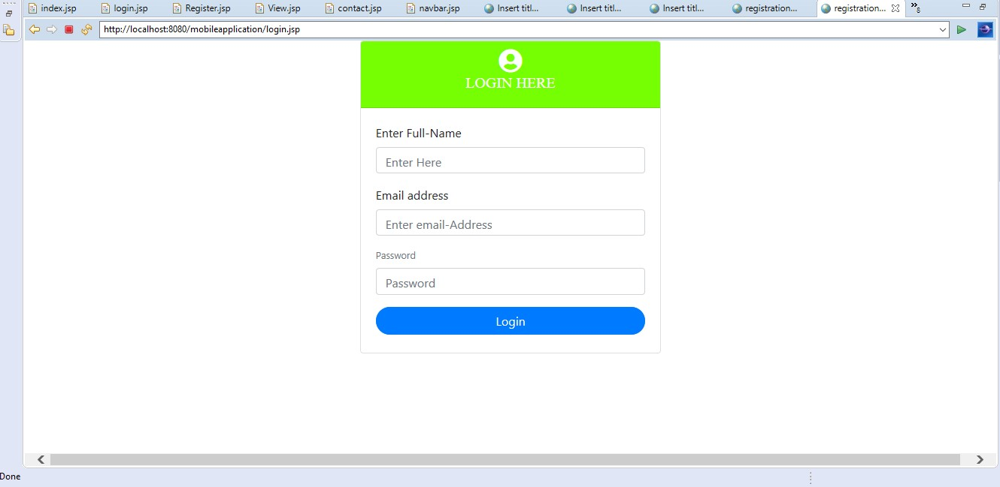 index.jsp login.jsp Register.jsp View.jsp contact.jsp navbar.jsp Insert titl... Insert titl... Insert titl... registration... registration... » 8
http://localhost:8080/mobileapplication/login.jsp
LOGIN HERE
Enter Full-Name
Enter Here
Email address
Enter email-Address
Password
Password
Login
Done